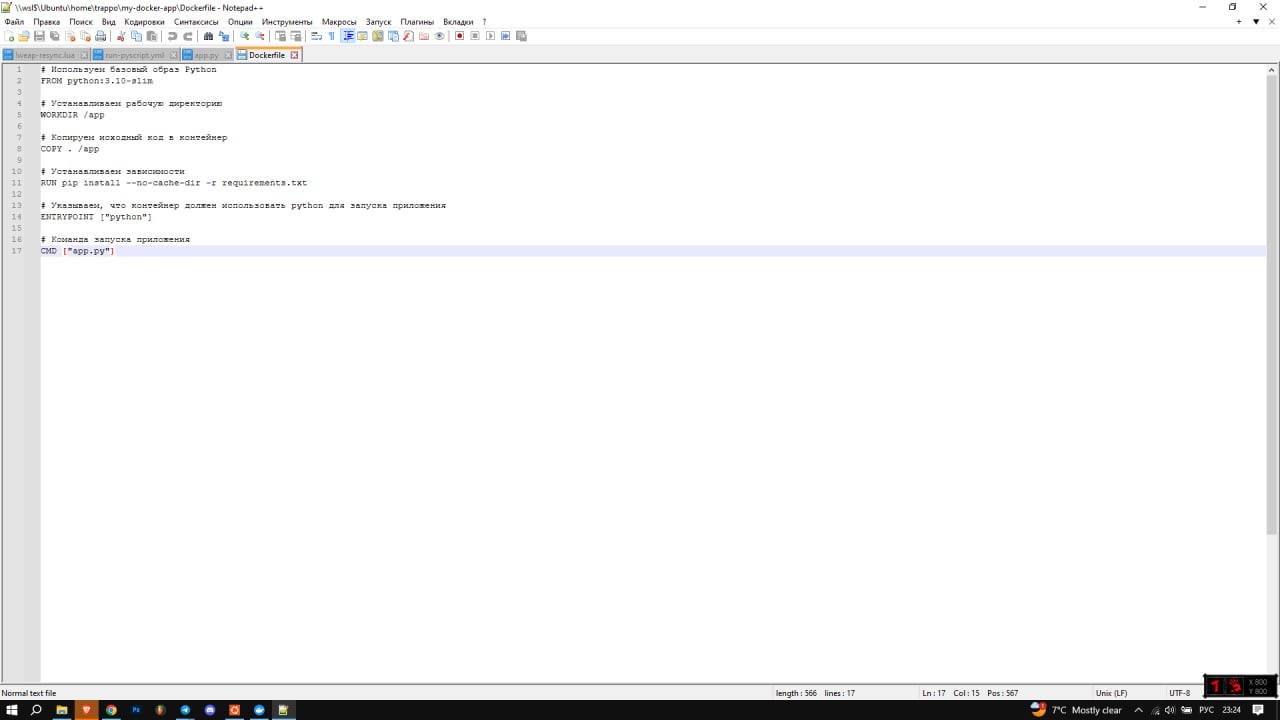 \\wsl$\Ubuntu\home\trappo\my-docker-app\Dockerfile - Notepad++
Файл Правка Поиск Вид Кодировки Синтаксисы Опции Инструменты Макросы Запуск Плагины Вкладки ?
!weap-resync.lua run-pyscript.yml app.py Dockerfile
1 # Используем базовый образ Python
2 FROM python:3.10-slim
3
4 # Устанавливаем рабочую директорию
5 WORKDIR /app
6
7 # Копируем исходный код в контейнер
8 COPY . /app
9
10 # Устанавливаем зависимости
11 RUN pip install --no-cache-dir -r requirements.txt
12
13 # Указываем, что контейнер должен использовать python для запуска приложения
14 ENTRYPOINT ["python"]
15
16 # Команда запуска приложения
17 CMD ["app.py"]
Normal text file length : 566 lines : 17 Ln : 17 Col : 15 Pos : 567 Unix (LF) UTF-8
X 800
Y 800
7°C Mostly clear РУС 23:24